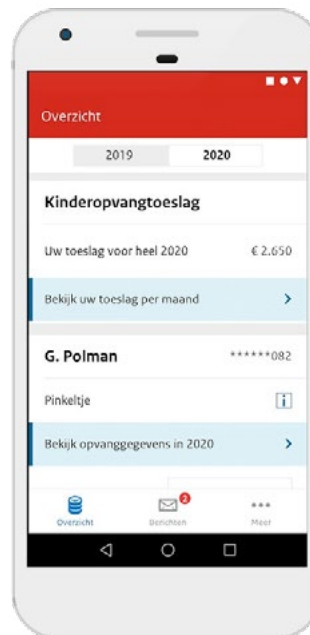 Overzicht
2019 2020
Kinderopvangtoeslag
Uw toeslag voor heel 2020 € 2.650
Bekijk uw toeslag per maand
G. Polman ******082
Pinkeltje
Bekijk opvanggegevens in 2020
2
Overzicht Berichten Meer